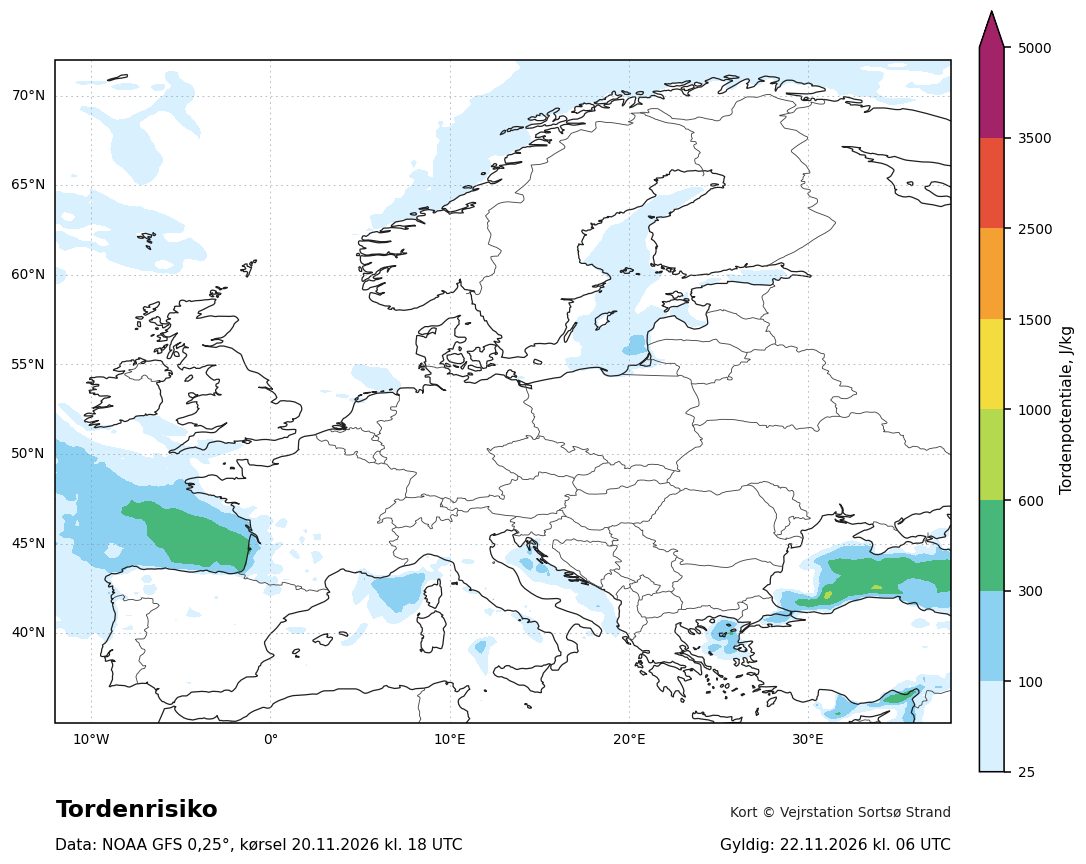 70°N
65°N
60°N
55°N
50°N
45°N
40°N
10°W
0°
10°E
20°E
30°E
5000
3500
2500
1500
1000
600
300
100
25
Tordenpotentiale, J/kg
Tordenrisiko
Kort © Vejrstation Sortsø Strand
Data: NOAA GFS 0,25°, kørsel 20.11.2026 kl. 18 UTC
Gyldig: 22.11.2026 kl. 06 UTC